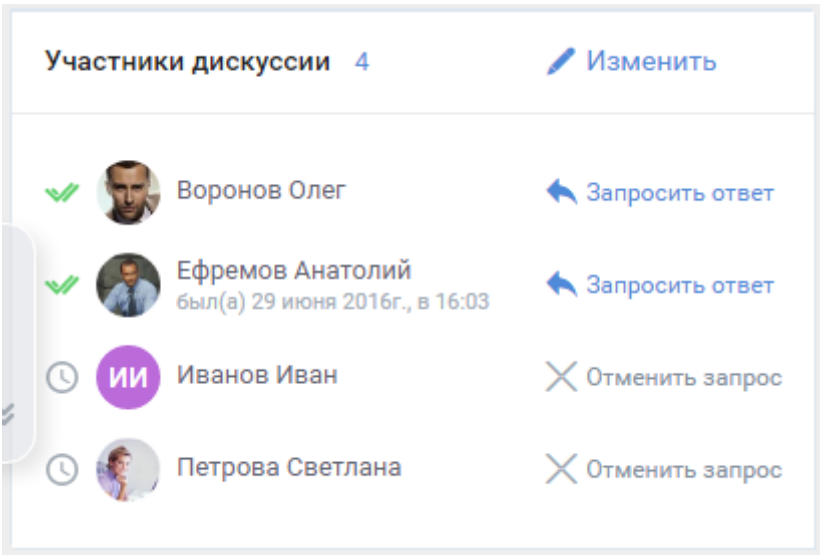 Участники дискуссии 4 Изменить
Воронов Олег Запросить ответ
Ефремов Анатолий Запросить ответ
был(а) 29 июня 2016г., в 16:03
ИИ Иванов Иван Отменить запрос
Петрова Светлана Отменить запрос